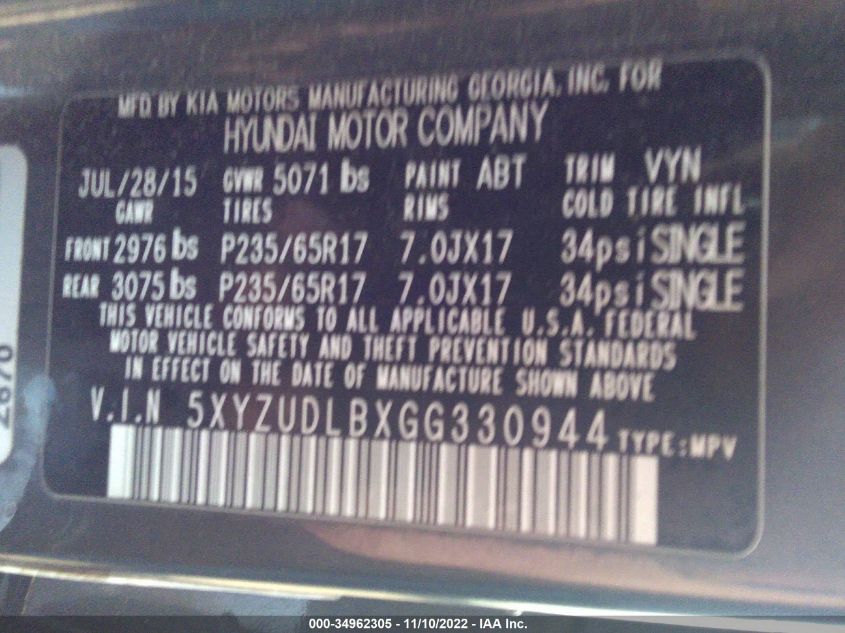 MFD. BY KIA MOTORS MANUFACTURING GEORGIA, INC. FOR
HYUNDAI MOTOR COMPANY
JUL/28/15 GVWR 5071 lbs PAINT ABT TRIM VYN
GAWR TIRES RIMS COLD TIRE INFL
FRONT 2976 lbs P235/65R17 7.0JX17 34psi SINGLE
REAR 3075 lbs P235/65R17 7.0JX17 34psi SINGLE
THIS VEHICLE CONFORMS TO ALL APPLICABLE U.S.A. FEDERAL
MOTOR VEHICLE SAFETY AND THEFT PREVENTION STANDARDS
IN EFFECT ON THE DATE OF MANUFACTURE SHOWN ABOVE
V.I.N 5XYZUDLBXGG330944 TYPE:MPV
000-34962305 - 11/10/2022 - IAA Inc.